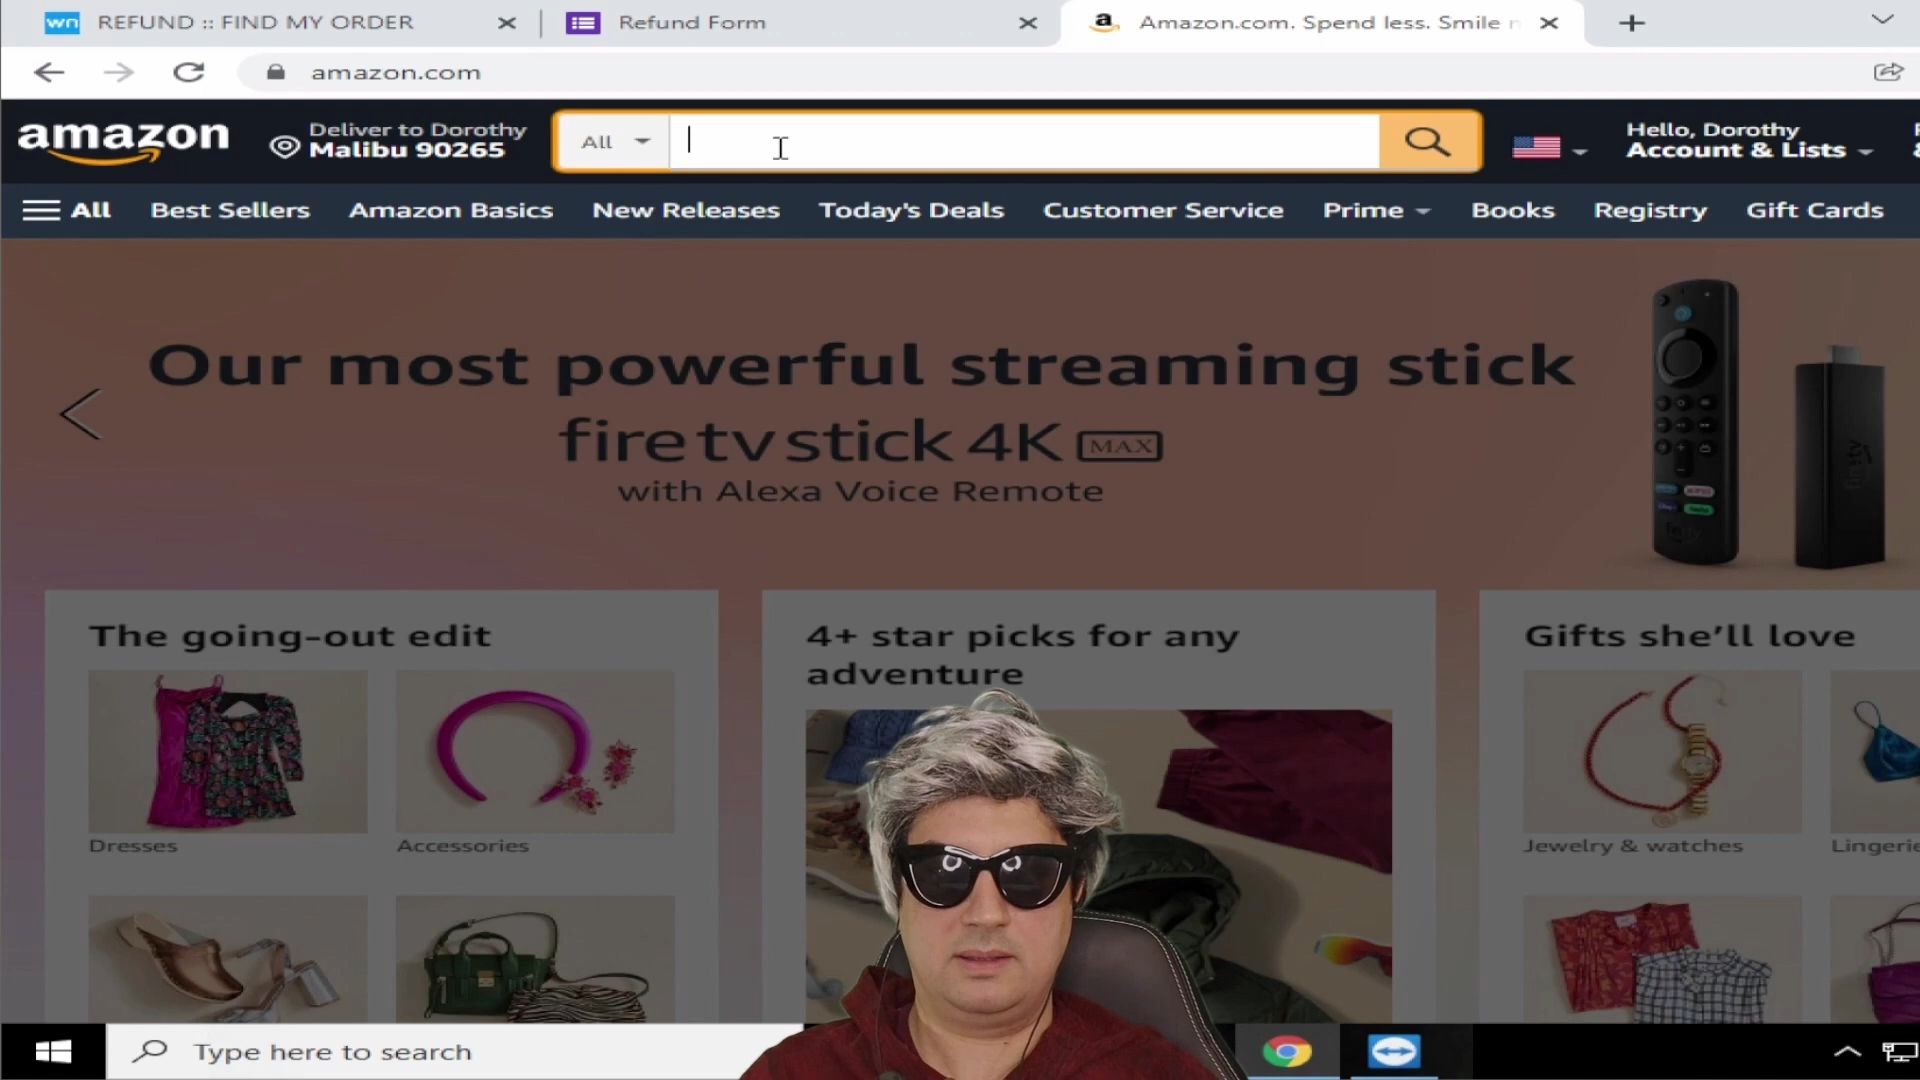 wn REFUND :: FIND MY ORDER
Refund Form
Amazon.com. Spend less. Smile
amazon.com
amazon
Deliver to Dorothy
Malibu 90265
All
Hello, Dorothy
Account & Lists
All
Best Sellers
Amazon Basics
New Releases
Today's Deals
Customer Service
Prime
Books
Registry
Gift Cards
Our most powerful streaming stick
fire tv stick 4K MAX
with Alexa Voice Remote
The going-out edit
Dresses
Accessories
4+ star picks for any
adventure
Gifts she’ll love
Jewelry & watches
Lingerie
Type here to search